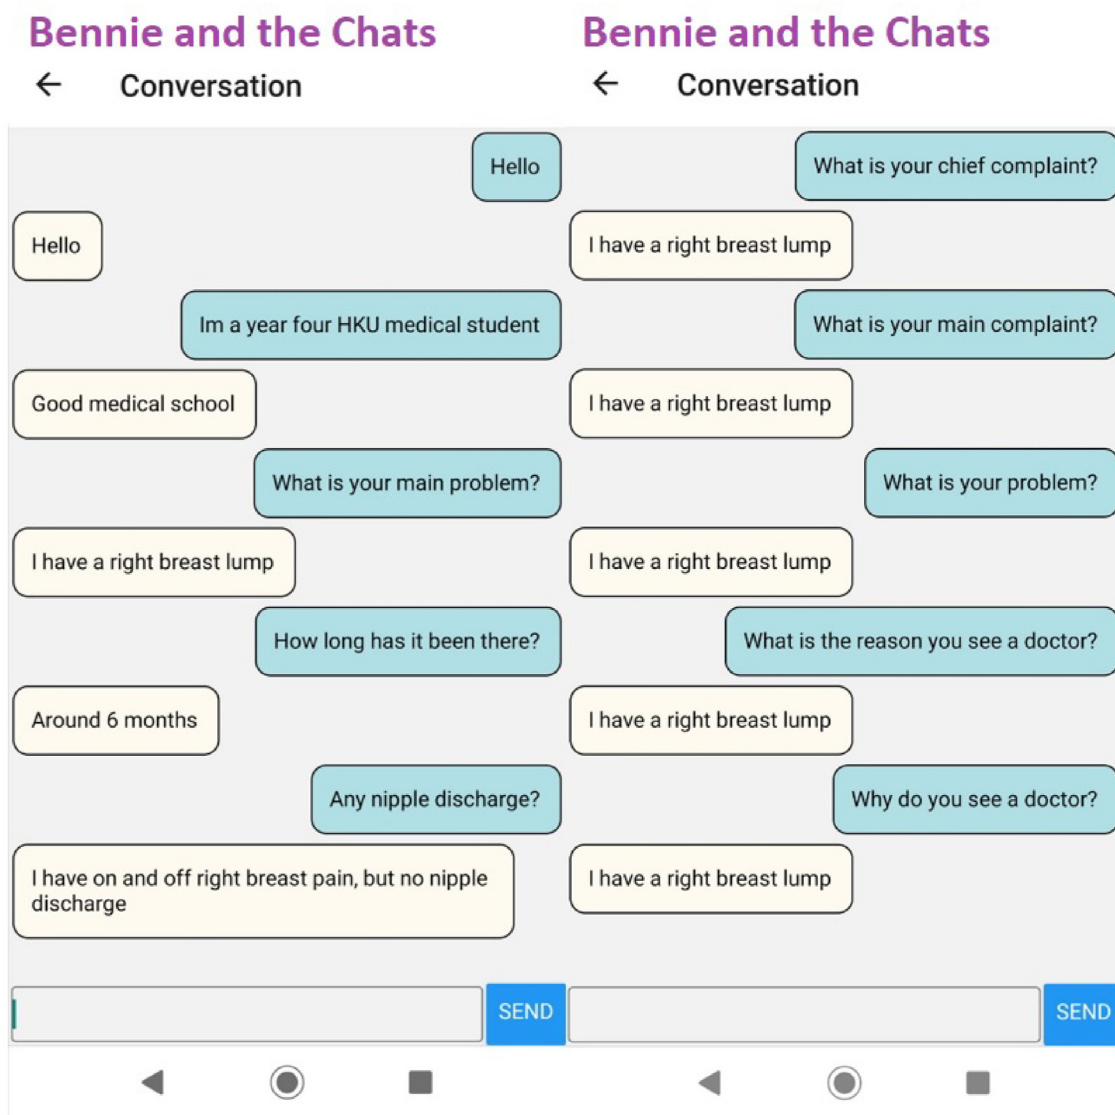 Bennie and the Chats
Conversation
Hello
Hello
Im a year four HKU medical student
Good medical school
What is your main problem?
I have a right breast lump
How long has it been there?
Around 6 months
Any nipple discharge?
I have on and off right breast pain, but no nipple
discharge
SEND
Bennie and the Chats
Conversation
What is your chief complaint?
I have a right breast lump
What is your main complaint?
I have a right breast lump
What is your problem?
I have a right breast lump
What is the reason you see a doctor?
I have a right breast lump
Why do you see a doctor?
I have a right breast lump
SEND